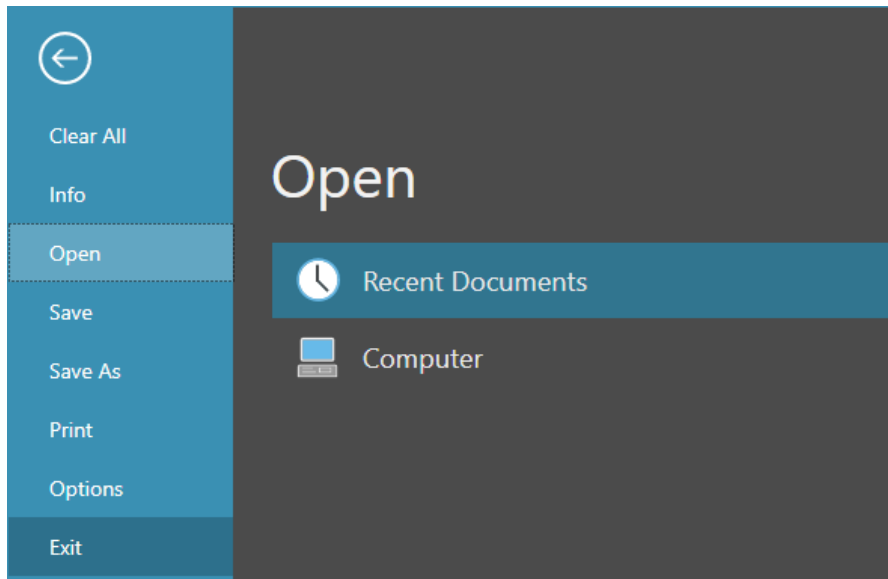 Clear All
Info
Open
Save
Save As
Print
Options
Exit
Open
Recent Documents
Computer